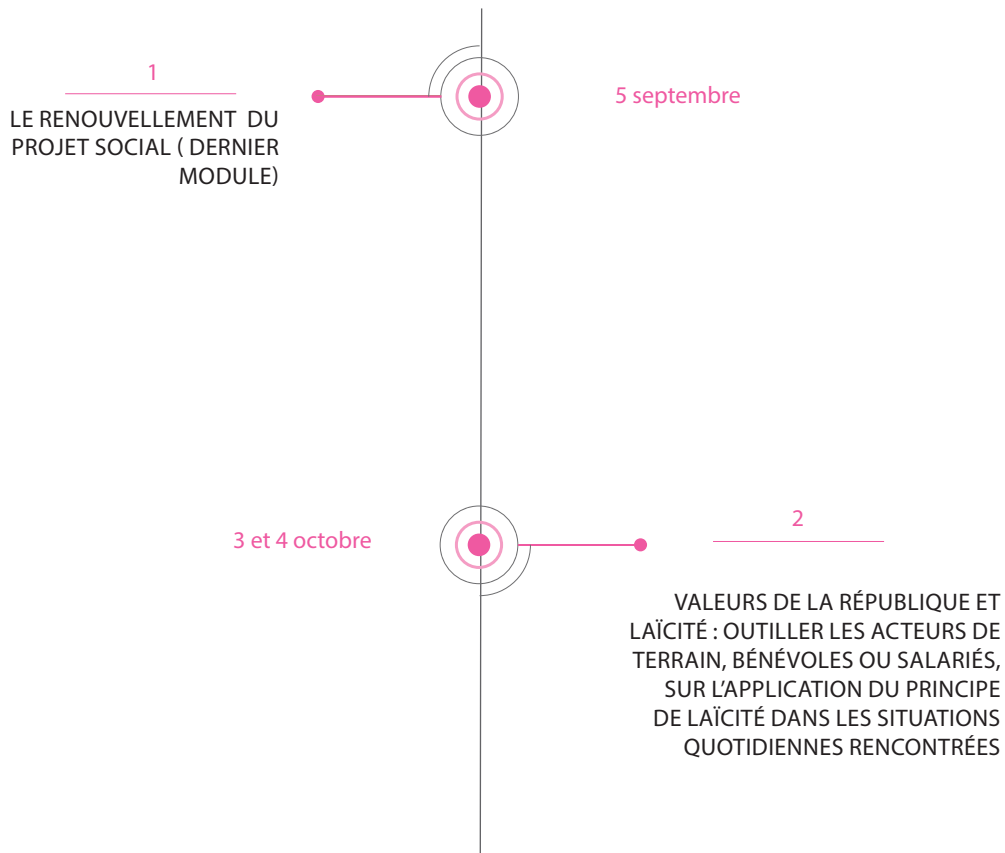 1
LE RENOUVELLEMENT DU
PROJET SOCIAL ( DERNIER
MODULE)
5 septembre
3 et 4 octobre
2
VALEURS DE LA RÉPUBLIQUE ET
LAÏCITÉ : OUTILLER LES ACTEURS DE
TERRAIN, BÉNÉVOLES OU SALARIÉS,
SUR L’APPLICATION DU PRINCIPE
DE LAÏCITÉ DANS LES SITUATIONS
QUOTIDIENNES RENCONTRÉES